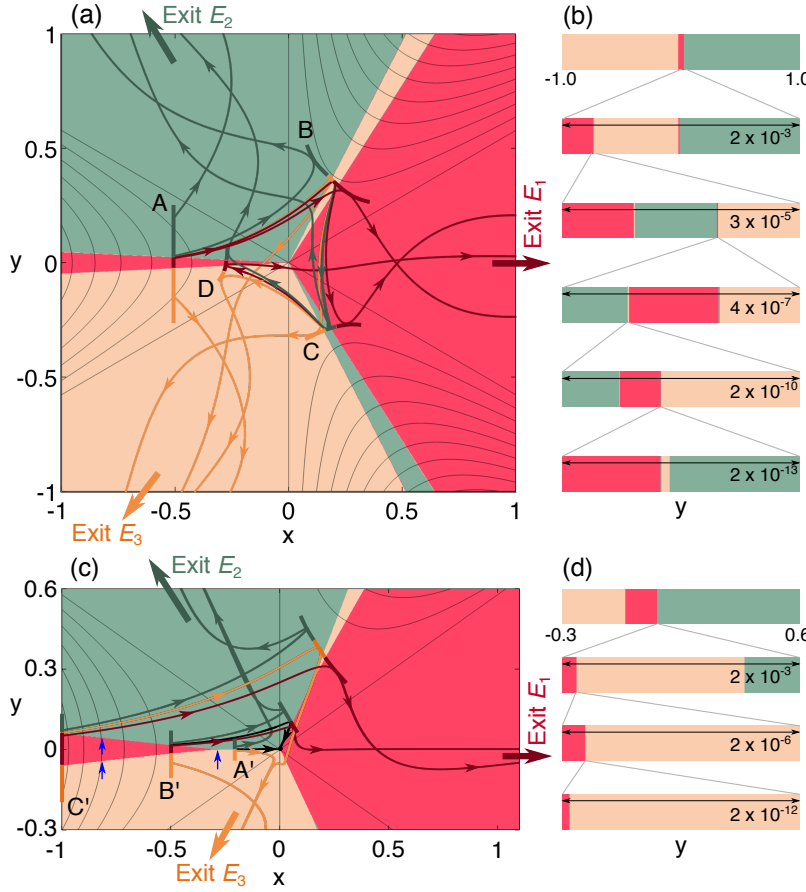 (a)
Exit E₂
(b)
1
0.5
y
0
-0.5
-1
A
B
C
D
Exit E₁
Exit E₃
-1
-0.5
0
0.5
1
x
-1.0
1.0
2 x 10⁻³
3 x 10⁻⁵
4 x 10⁻⁷
2 x 10⁻¹⁰
2 x 10⁻¹³
y
(c)
Exit E₂
(d)
0.6
0.3
y
0
-0.3
A'
B'
C'
Exit E₁
Exit E₃
-1
-0.5
0
0.5
1
x
-0.3
0.6
2 x 10⁻³
2 x 10⁻⁶
2 x 10⁻¹²
y